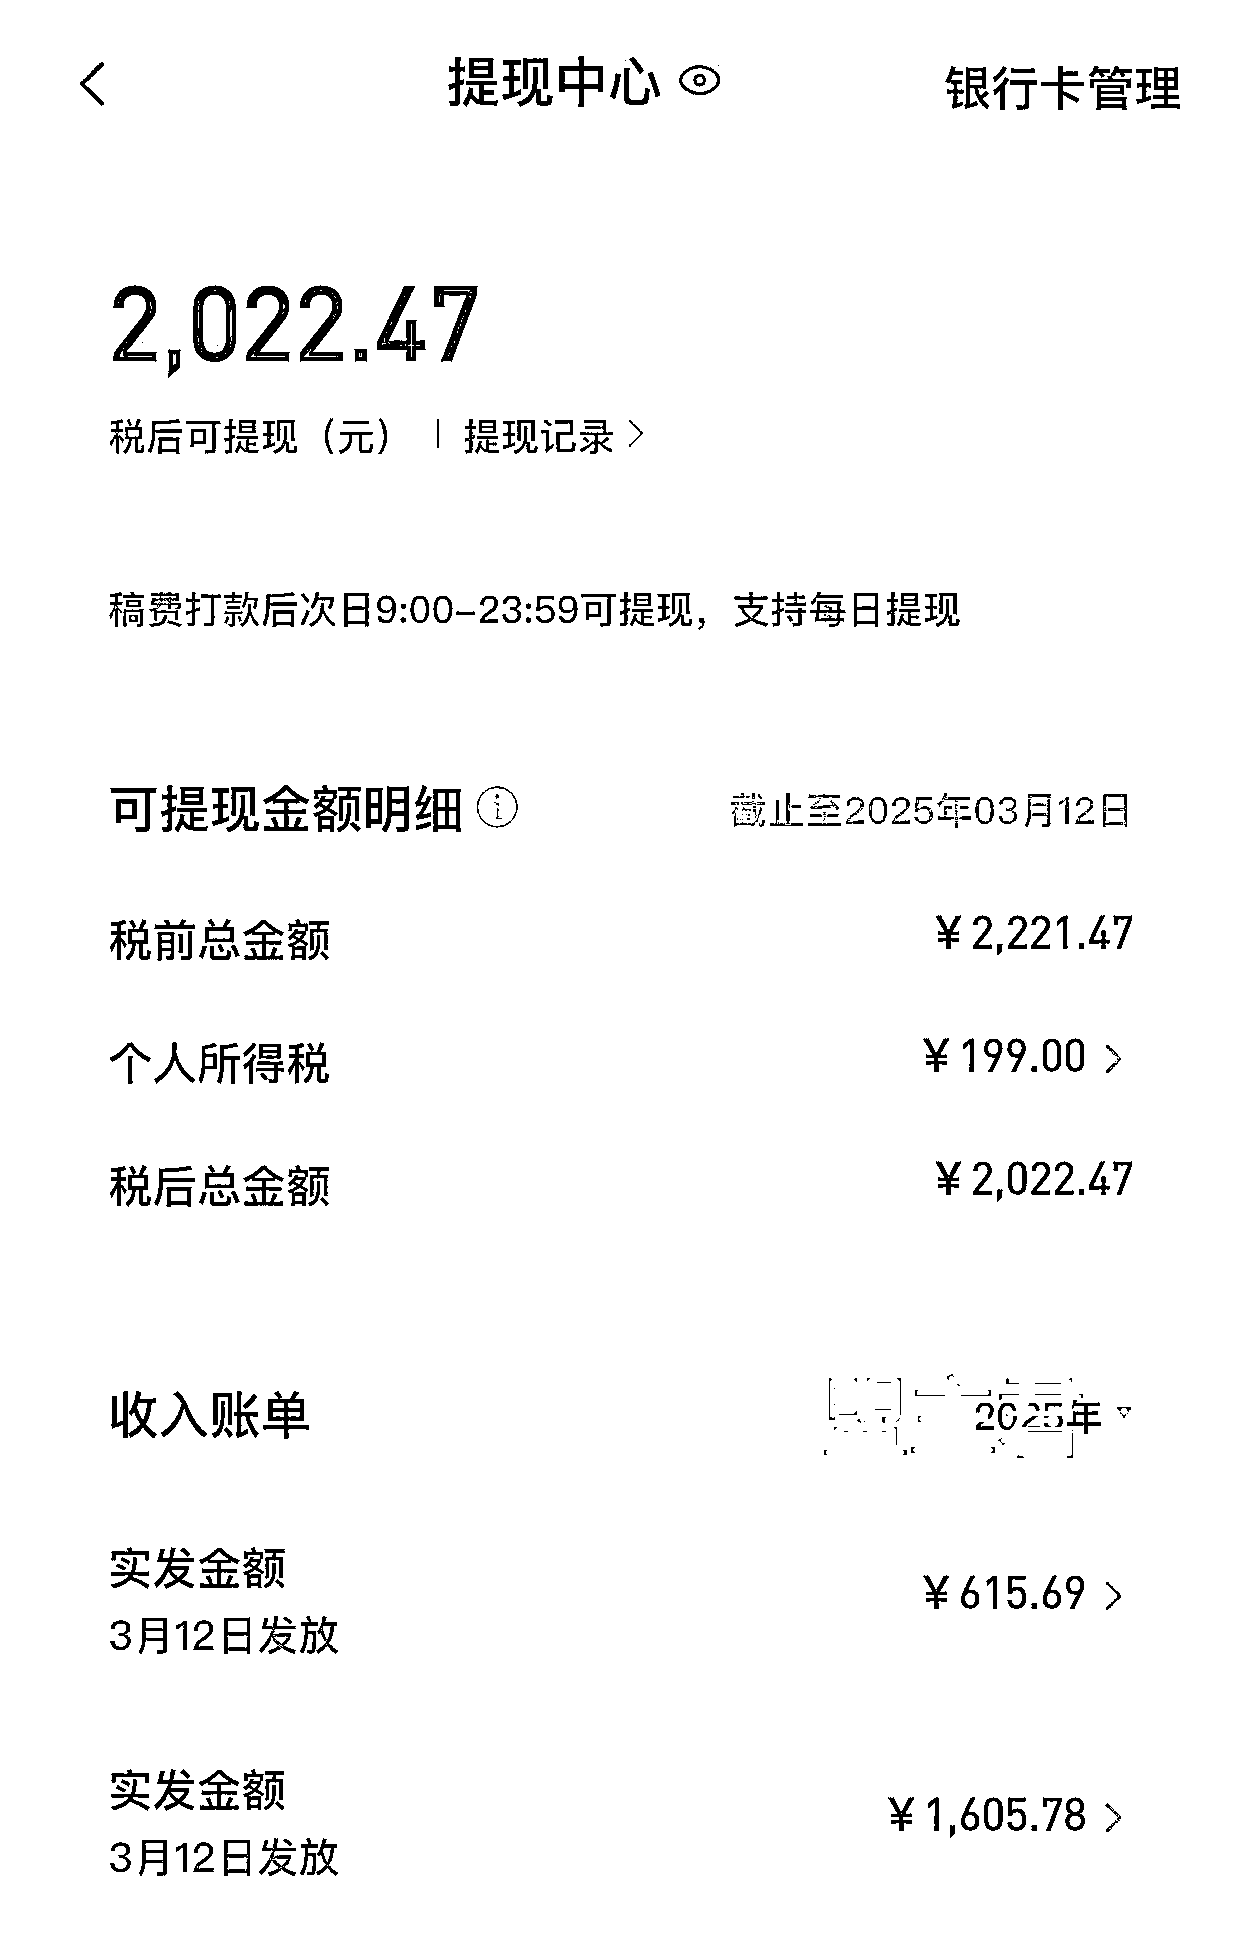 提现中心
银行卡管理
2,022.47
税后可提现（元） | 提现记录 >
稿费打款后次日9:00-23:59可提现，支持每日提现
可提现金额明细
截止至2025年03月12日
税前总金额 ¥2,221.47
个人所得税 ¥199.00 >
税后总金额 ¥2,022.47
收入账单 2025年
实发金额 ¥615.69 >
3月12日发放
实发金额 ¥1,605.78 >
3月12日发放